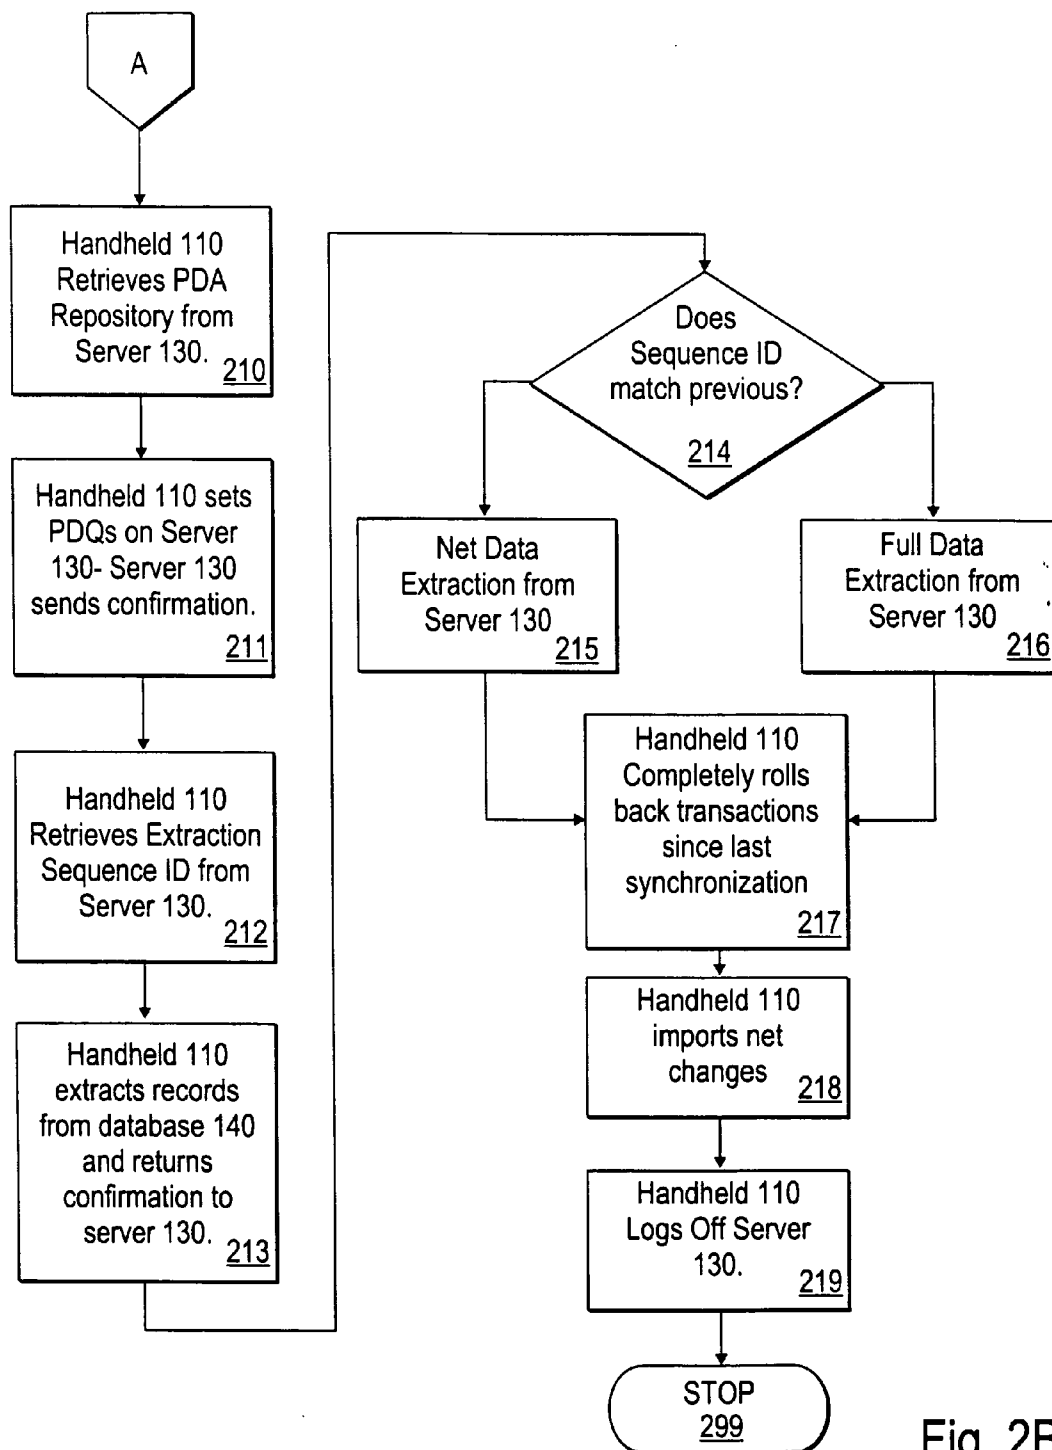 A
Handheld 110
Retrieves PDA
Repository from
Server 130.
210
Handheld 110 sets
PDQs on Server
130- Server 130
sends confirmation.
211
Handheld 110
Retrieves Extraction
Sequence ID from
Server 130.
212
Handheld 110
extracts records
from database 140
and returns
confirmation to
server 130.
213
Does
Sequence ID
match previous?
214
Net Data
Extraction from
Server 130
215
Full Data
Extraction from
Server 130
216
Handheld 110
Completely rolls
back transactions
since last
synchronization
217
Handheld 110
imports net
changes
218
Handheld 110
Logs Off Server
130.
219
STOP
299
Fig. 2B